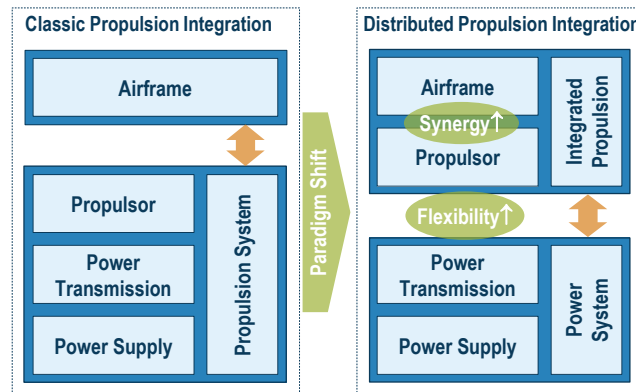 Classic Propulsion Integration
Airframe
Propulsor
Power
Transmission
Power Supply
Propulsion System
Paradigm Shift
Distributed Propulsion Integration
Airframe
Synergy↑
Propulsor
Integrated
Propulsion
Flexibility↑
Power
Transmission
Power Supply
Power
System